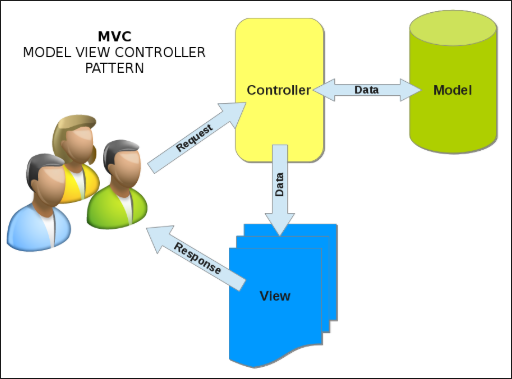 MVC
MODEL VIEW CONTROLLER
PATTERN
Controller
Data
Model
Request
Data
Response
View